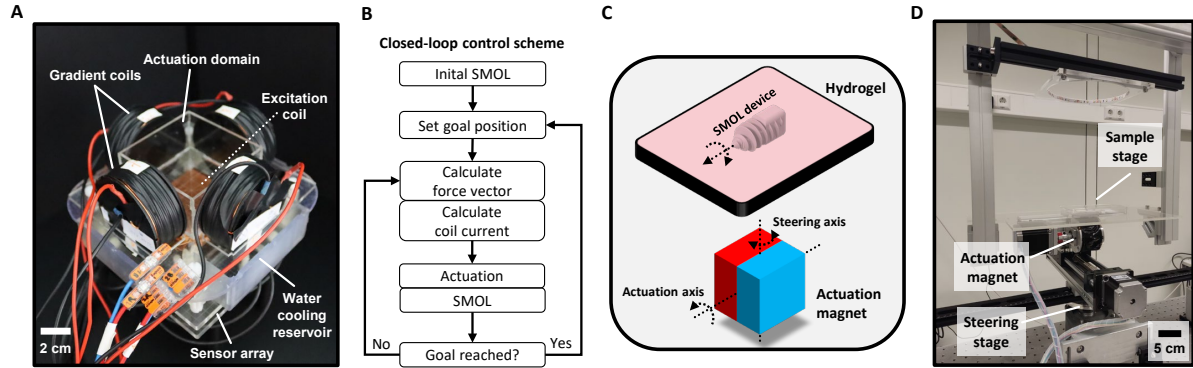 A
Actuation domain
Gradient coils
Excitation
coil
Water
cooling
reservoir
Sensor array
2 cm
B
Closed-loop control scheme
Inital SMOL
Set goal position
Calculate
force vector
Calculate
coil current
Actuation
SMOL
Goal reached?
No
Yes
C
Hydrogel
SMOL device
Steering axis
Actuation axis
Actuation
magnet
D
Sample
stage
Actuation
magnet
Steering
stage
5 cm